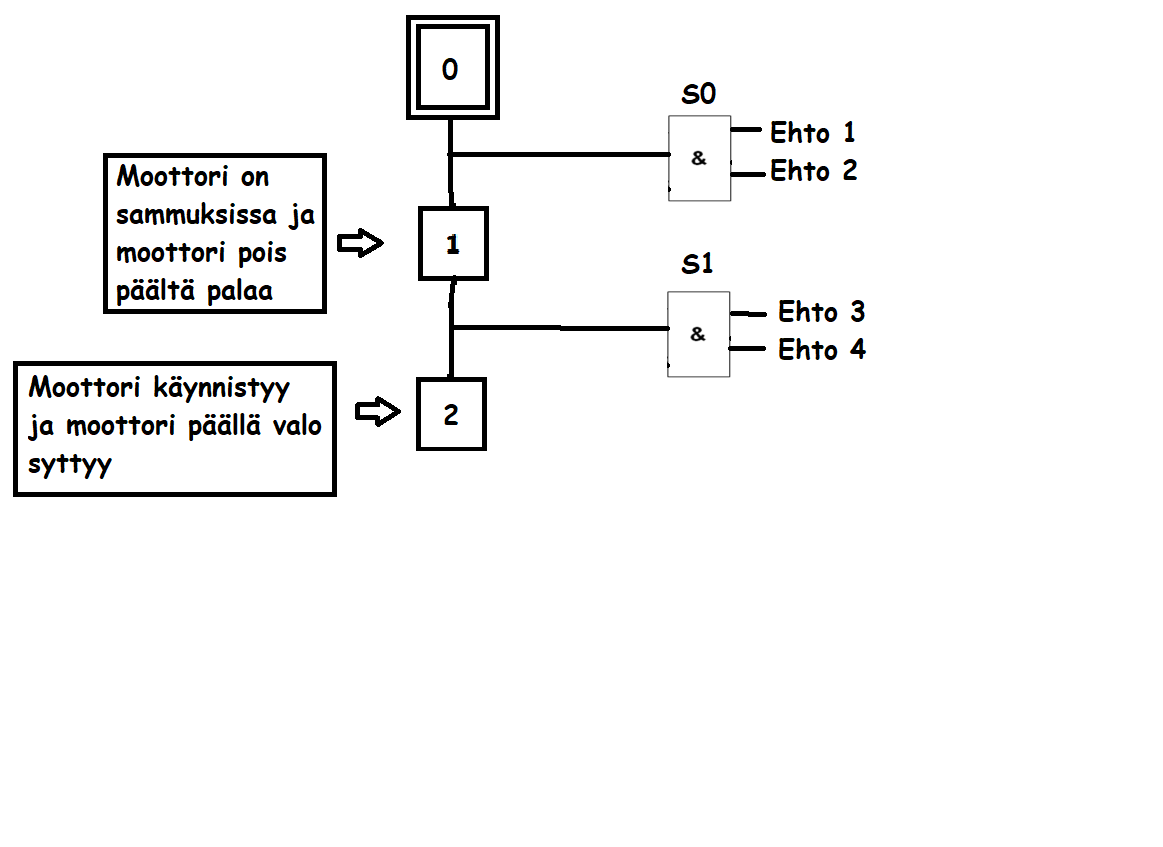 0
S0
&
Ehto 1
Ehto 2
Moottori on
sammuksissa ja
moottori pois
päältä palaa
1
S1
&
Ehto 3
Ehto 4
Moottori käynnistyy
ja moottori päällä valo
syttyy
2